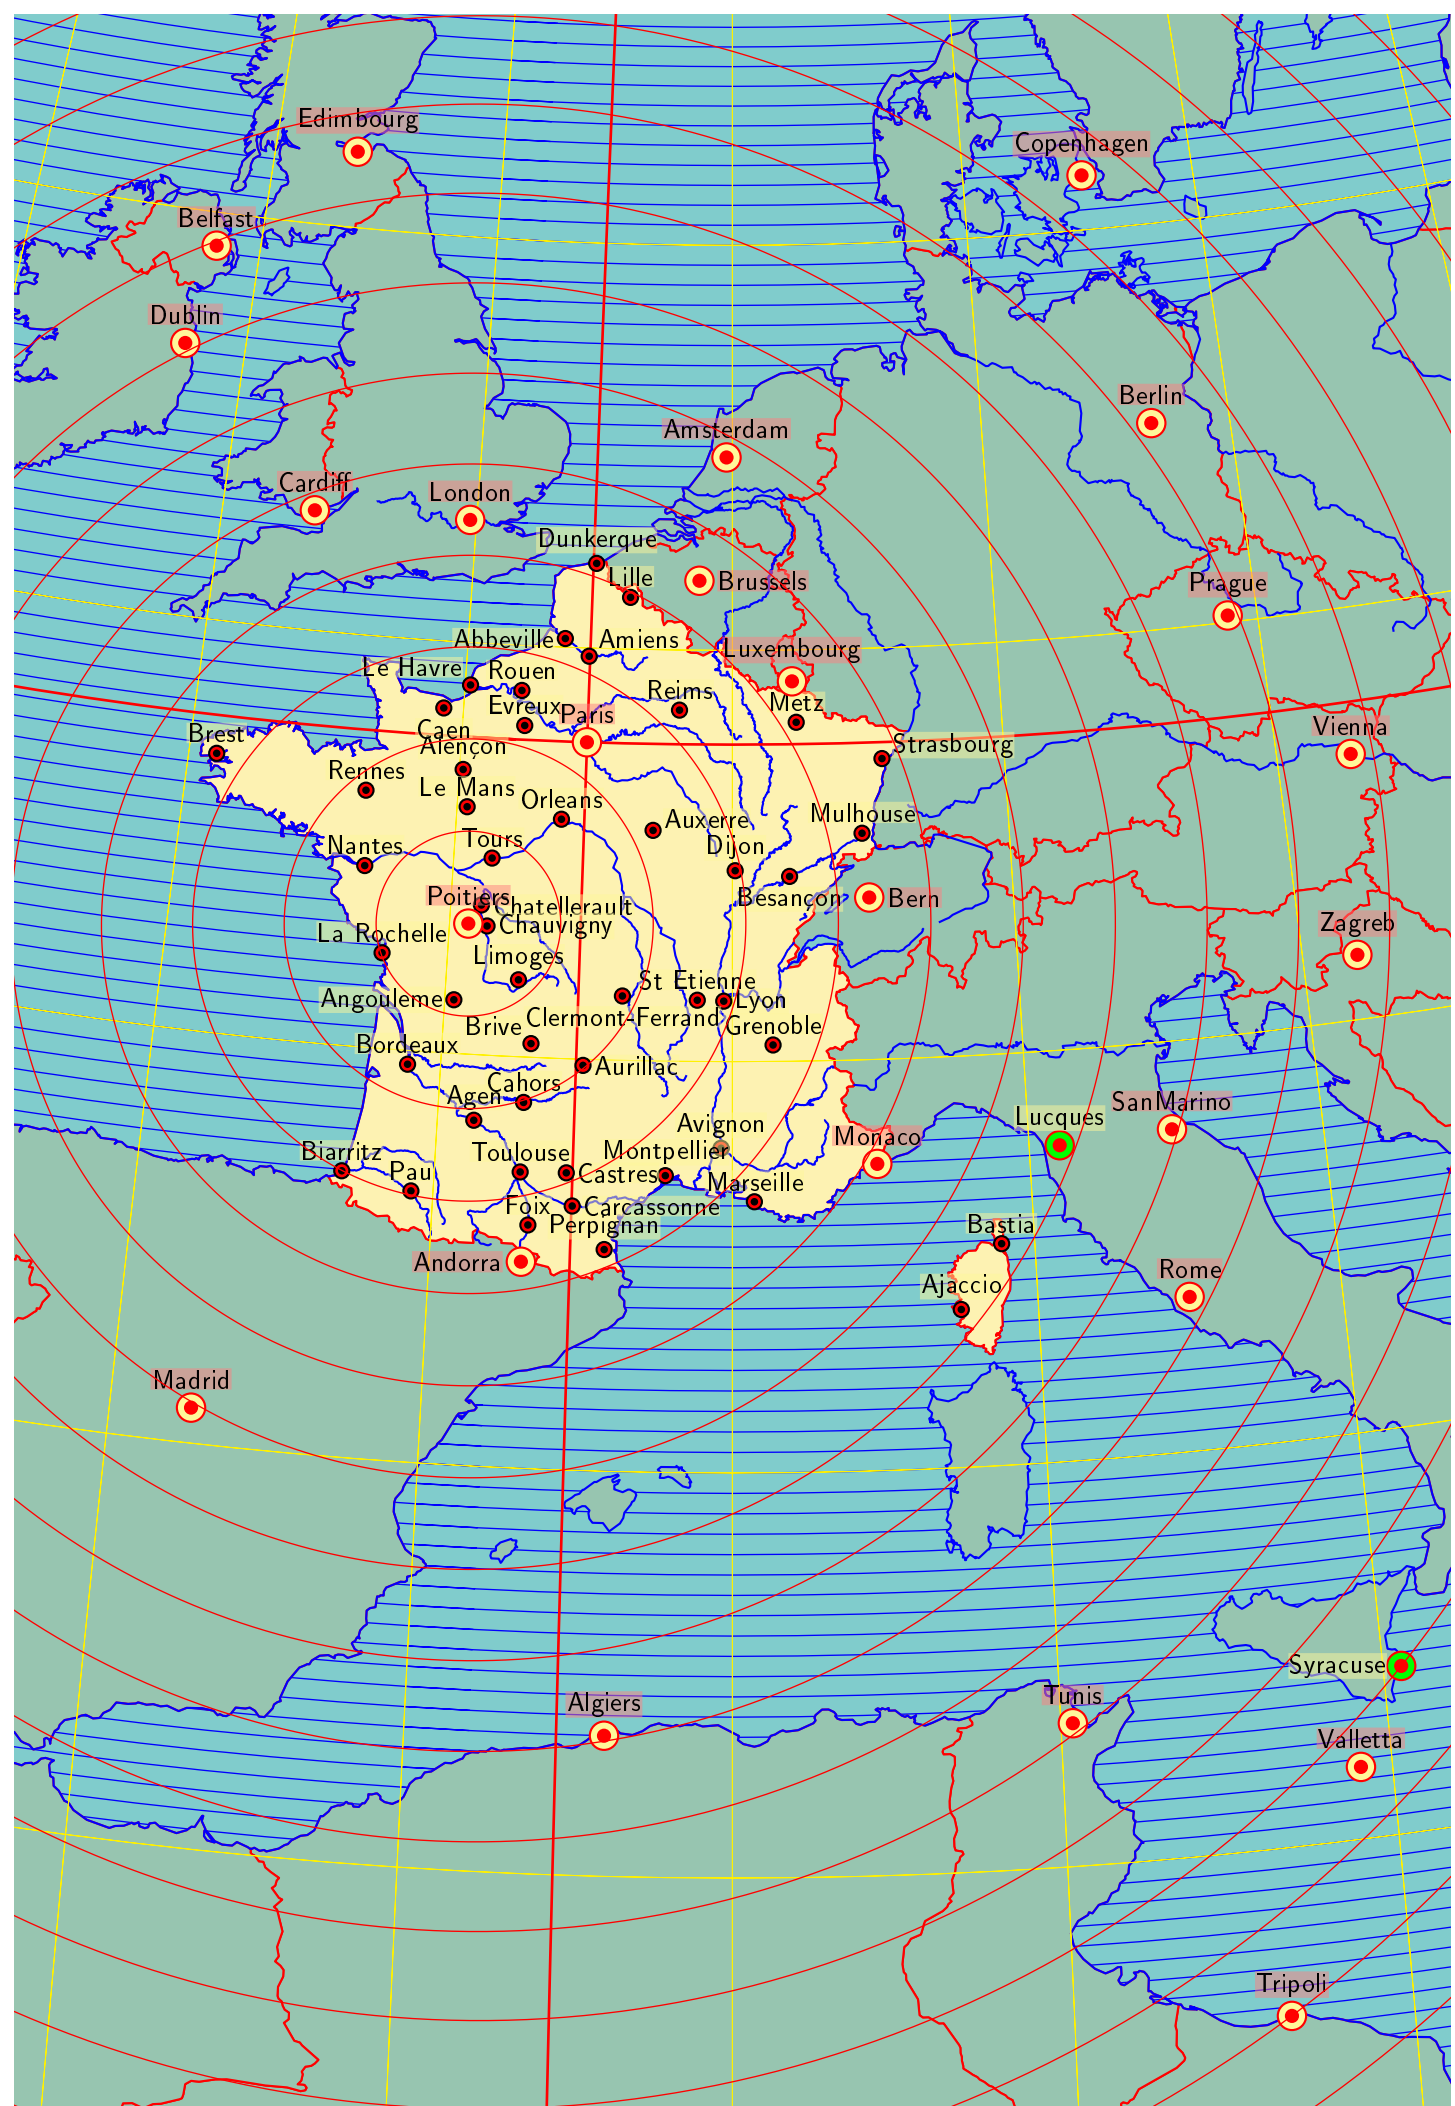 Edimbourg
Copenhagen
Belfast
Dublin
Berlin
Amsterdam
Cardiff
London
Dunkerque
Lille
Brussels
Prague
Abbeville
Amiens
Luxembourg
Le Havre
Rouen
Reims
Metz
Evreux
Paris
Caen
Vienna
Brest
Alençon
Strasbourg
Rennes
Le Mans
Orleans
Auxerre
Mulhouse
Nantes
Tours
Dijon
Poitiers
Chatellerault
Besançon
Bern
Chauvigny
Zagreb
La Rochelle
Limoges
St Etienne
Angouleme
Lyon
Brive
Clermont-Ferrand
Grenoble
Bordeaux
Aurillac
Cahors
Agen
SanMarino
Lucques
Avignon
Monaco
Biarritz
Toulouse
Montpellier
Pau
Castres
Marseille
Foix
Carcassonne
Perpignan
Bastia
Andorra
Rome
Ajaccio
Madrid
Syracuse
Tunis
Algiers
Valletta
Tripoli